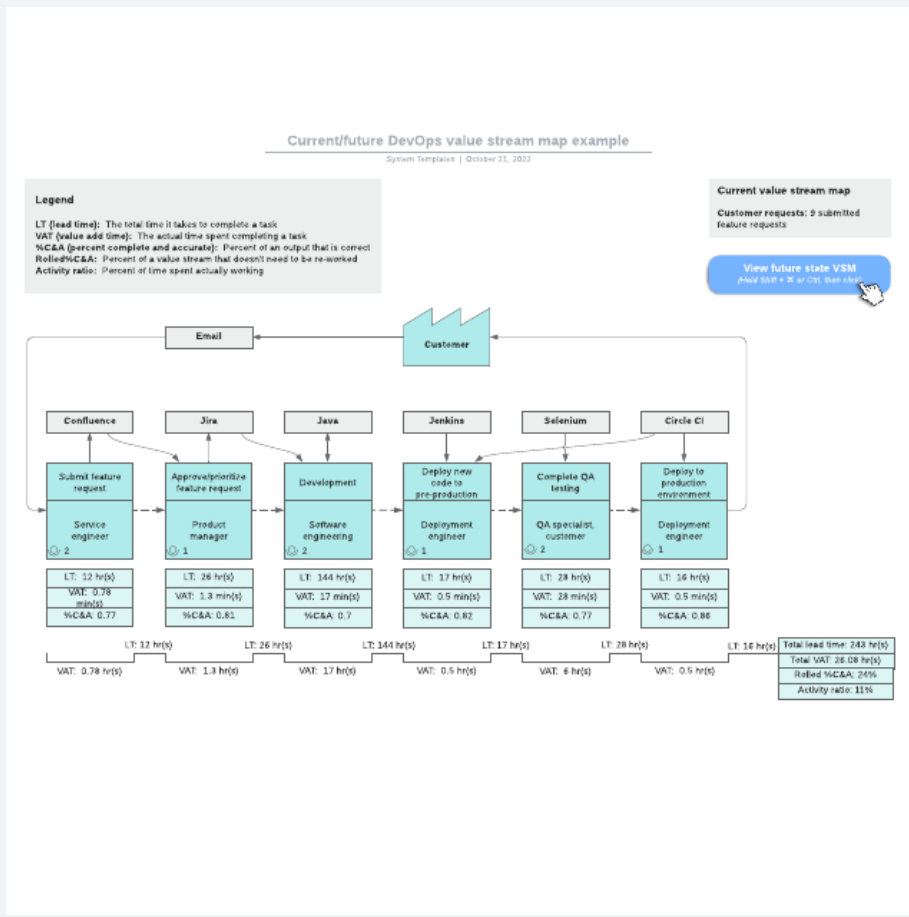 Current/future DevOps value stream map example
System Templates | October 21, 2022
Legend
LT (lead time): The total time it takes to complete a task
VAT (value add time): The actual time spent completing a task
%C&A (percent complete and accurate): Percent of an output that is correct
Rolled%C&A: Percent of a value stream that doesn't need to be re-worked
Activity ratio: Percent of time spent actually working
Current value stream map
Customer requests: 9 submitted
feature requests
View future state VSM
(Hold Shift + ⌘ or Ctrl, then click)
Email
Customer
Confluence
Jira
Java
Jenkins
Selenium
Circle CI
Submit feature
request
Approve/prioritize
feature request
Development
Deploy new
code to
pre-production
Complete QA
testing
Deploy to
production
environment
Service
engineer
2
Product
manager
1
Software
engineering
2
Deployment
engineer
1
QA specialist,
customer
2
Deployment
engineer
1
LT: 12 hr(s)
VAT: 0.78
min(s)
%C&A: 0.77
LT: 26 hr(s)
VAT: 1.3 min(s)
%C&A: 0.81
LT: 144 hr(s)
VAT: 17 min(s)
%C&A: 0.7
LT: 17 hr(s)
VAT: 0.5 min(s)
%C&A: 0.82
LT: 28 hr(s)
VAT: 28 min(s)
%C&A: 0.77
LT: 16 hr(s)
VAT: 0.5 min(s)
%C&A: 0.86
LT: 12 hr(s)
LT: 26 hr(s)
LT: 144 hr(s)
LT: 17 hr(s)
LT: 28 hr(s)
LT: 16 hr(s)
VAT: 0.78 hr(s)
VAT: 1.3 hr(s)
VAT: 17 hr(s)
VAT: 0.5 hr(s)
VAT: 6 hr(s)
VAT: 0.5 hr(s)
Total lead time: 243 hr(s)
Total VAT: 26.08 hr(s)
Rolled %C&A: 24%
Activity ratio: 11%